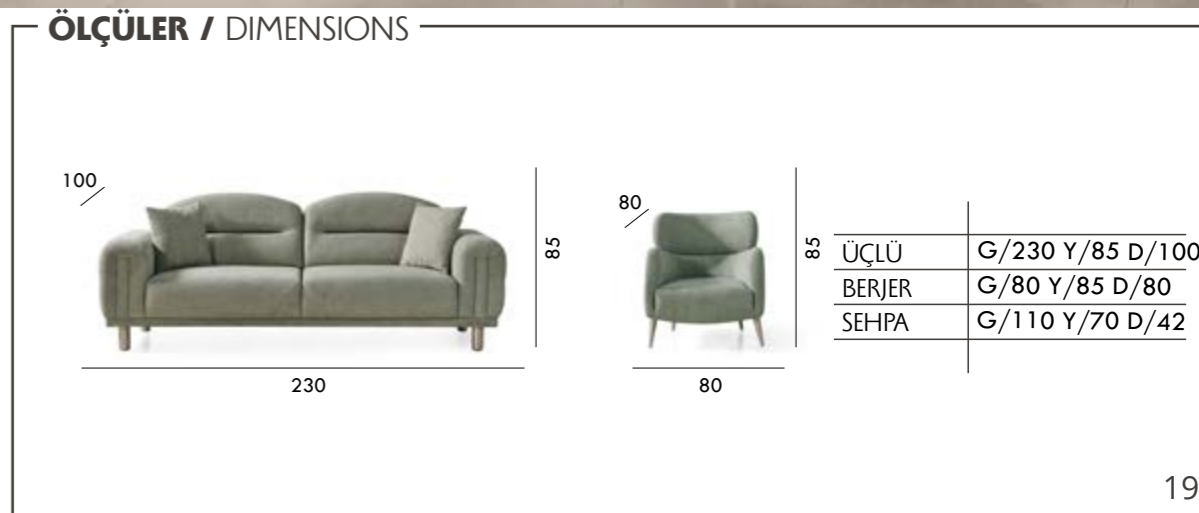 ÖLÇÜLER / DIMENSIONS
100
85
230
80
85
80
ÜÇLÜ G/230 Y/85 D/100
BERJER G/80 Y/85 D/80
SEHPA G/110 Y/70 D/42
19